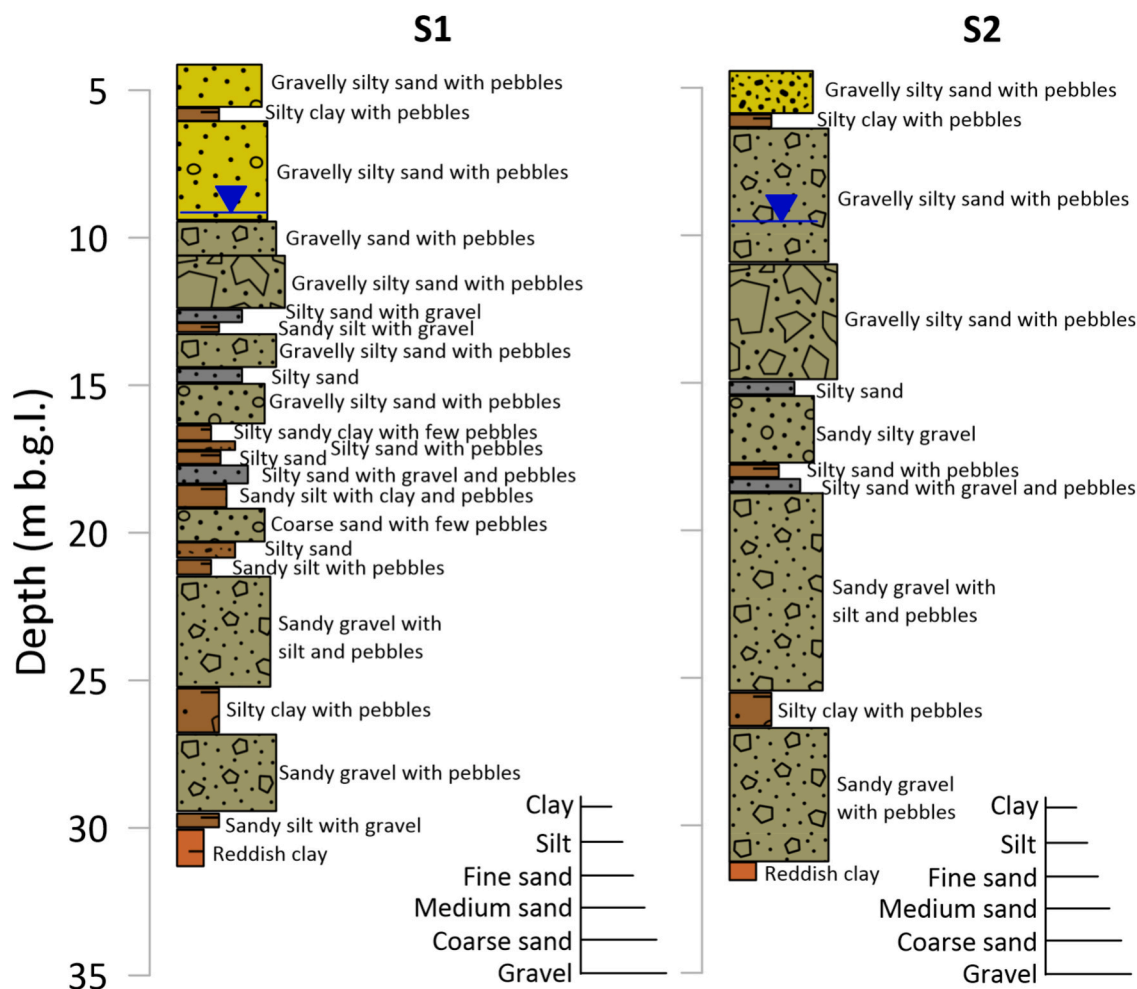 S1
S2
Depth (m b.g.l.)
5
10
15
20
25
30
35
Gravelly silty sand with pebbles
Silty clay with pebbles
Gravelly silty sand with pebbles
Gravelly sand with pebbles
Gravelly silty sand with pebbles
Silty sand with gravel
Sandy silt with gravel
Gravelly silty sand with pebbles
Silty sand
Gravelly silty sand with pebbles
Silty sandy clay with few pebbles
Silty sand with pebbles
Silty sand
Silty sand with gravel and pebbles
Sandy silt with clay and pebbles
Coarse sand with few pebbles
Silty sand
Sandy silt with pebbles
Sandy gravel with
silt and pebbles
Silty clay with pebbles
Sandy gravel with pebbles
Sandy silt with gravel
Reddish clay
Clay
Silt
Fine sand
Medium sand
Coarse sand
Gravel
Gravelly silty sand with pebbles
Silty clay with pebbles
Gravelly silty sand with pebbles
Gravelly silty sand with pebbles
Silty sand
Sandy silty gravel
Silty sand with pebbles
Silty sand with gravel and pebbles
Sandy gravel with
silt and pebbles
Silty clay with pebbles
Sandy gravel
with pebbles
Reddish clay
Clay
Silt
Fine sand
Medium sand
Coarse sand
Gravel